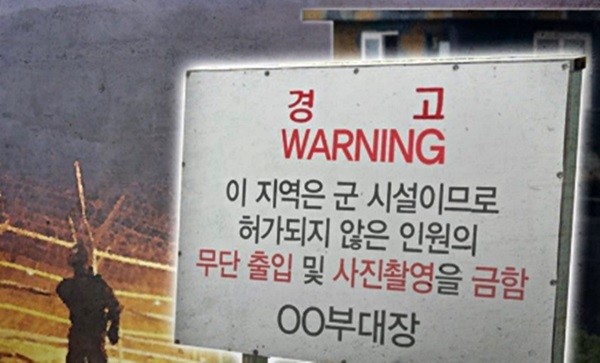 경 고
WARNING
이 지역은 군 시설이므로
허가되지 않은 인원의
무단 출입 및 사진촬영을 금함
OO부대장